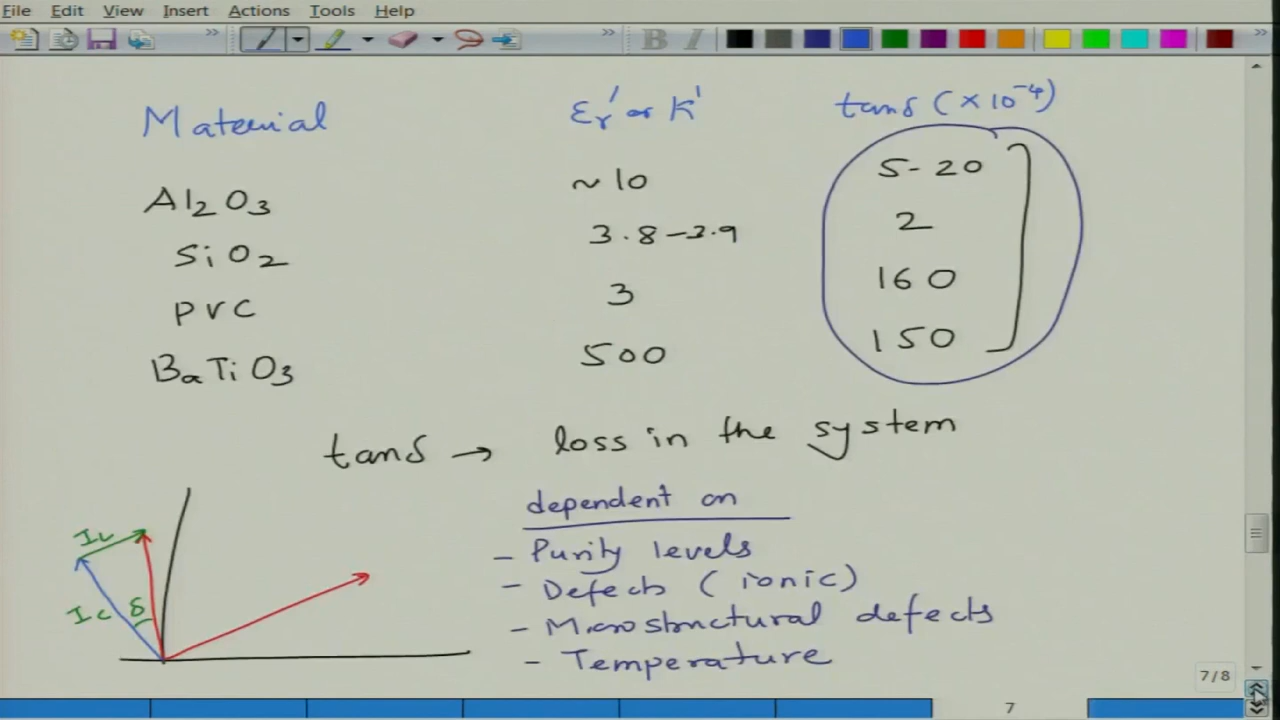 File Edit View Insert Actions Tools Help
B I
Material εr' or K' tanδ (×10⁻⁴)
Al2O3 ~10 5-20
SiO2 3.8-3.9 2
PVC 3 160
BaTiO3 500 150
tanδ → loss in the system
dependent on
- Purity levels
- Defects (ionic)
- Microstructural defects
- Temperature
IL
Ic δ
7/8
7